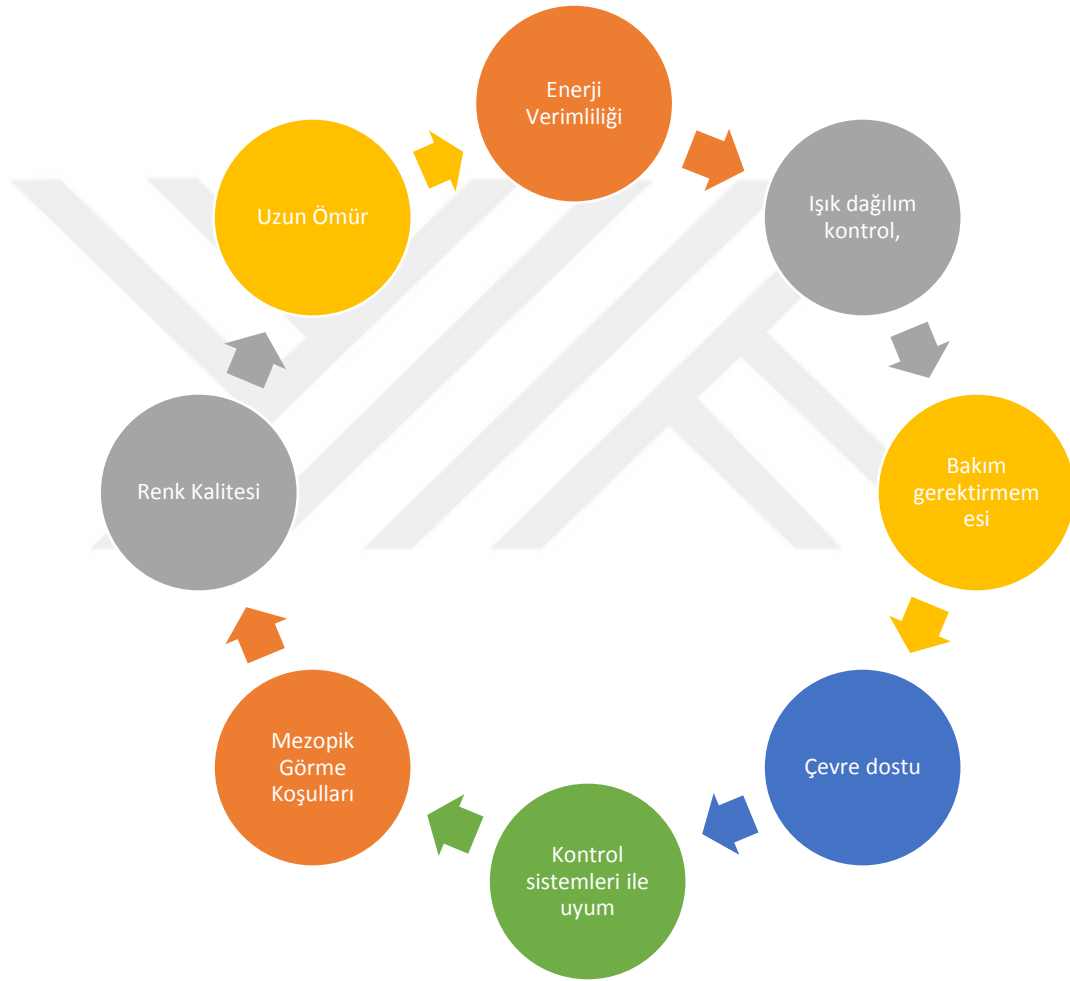 Enerji
Verimliliği
Işık dağılım
kontrol,
Bakım
gerektirmem
esi
Çevre dostu
Kontrol
sistemleri ile
uyum
Mezopik
Görme
Koşulları
Renk Kalitesi
Uzun Ömür